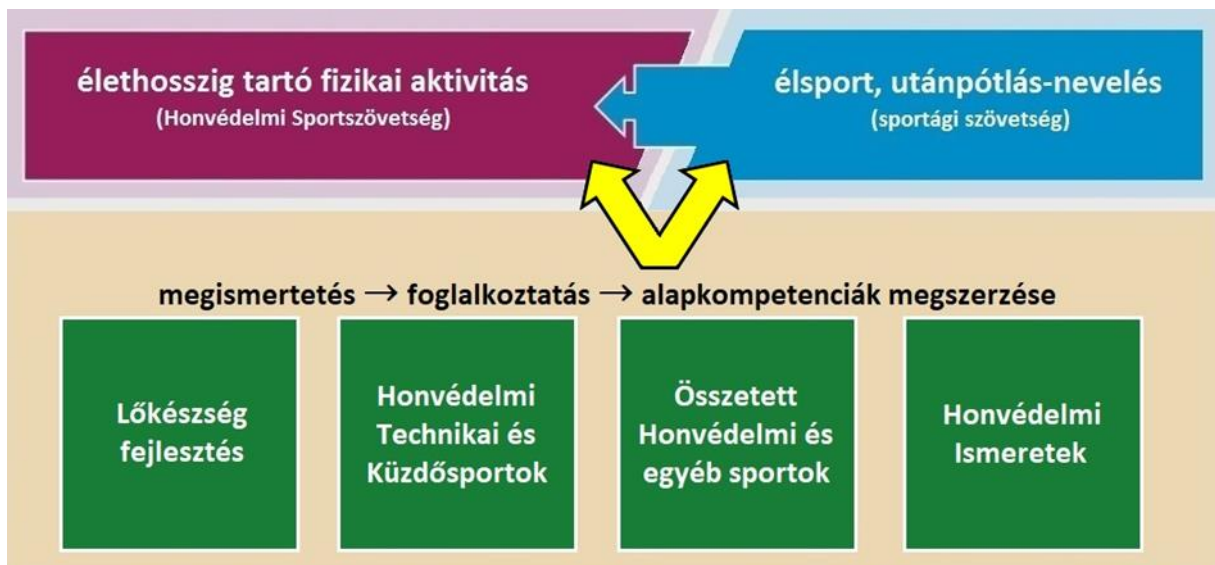 élethosszig tartó fizikai aktivitás
(Honvédelmi Sportszövetség)
élsport, utánpótlás-nevelés
(sportági szövetség)
megismertetés → foglalkoztatás → alapkompetenciák megszerzése
Lőkészség
fejlesztés
Honvédelmi
Technikai és
Küzdősportok
Összetett
Honvédelmi és
egyéb sportok
Honvédelmi
Ismeretek